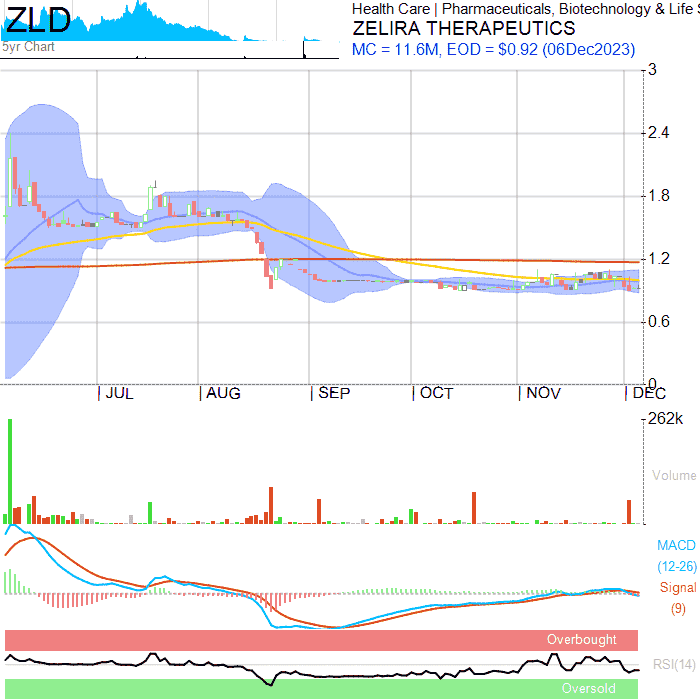 ZLD
5yr Chart
Health Care | Pharmaceuticals, Biotechnology & Life
ZELIRA THERAPEUTICS
MC = 11.6M, EOD = $0.92 (06Dec2023)
3
2.4
1.8
1.2
0.6
0
JUL
AUG
SEP
OCT
NOV
DEC
262k
Volume
MACD
(12-26)
Signal
(9)
Overbought
RSI(14)
Oversold